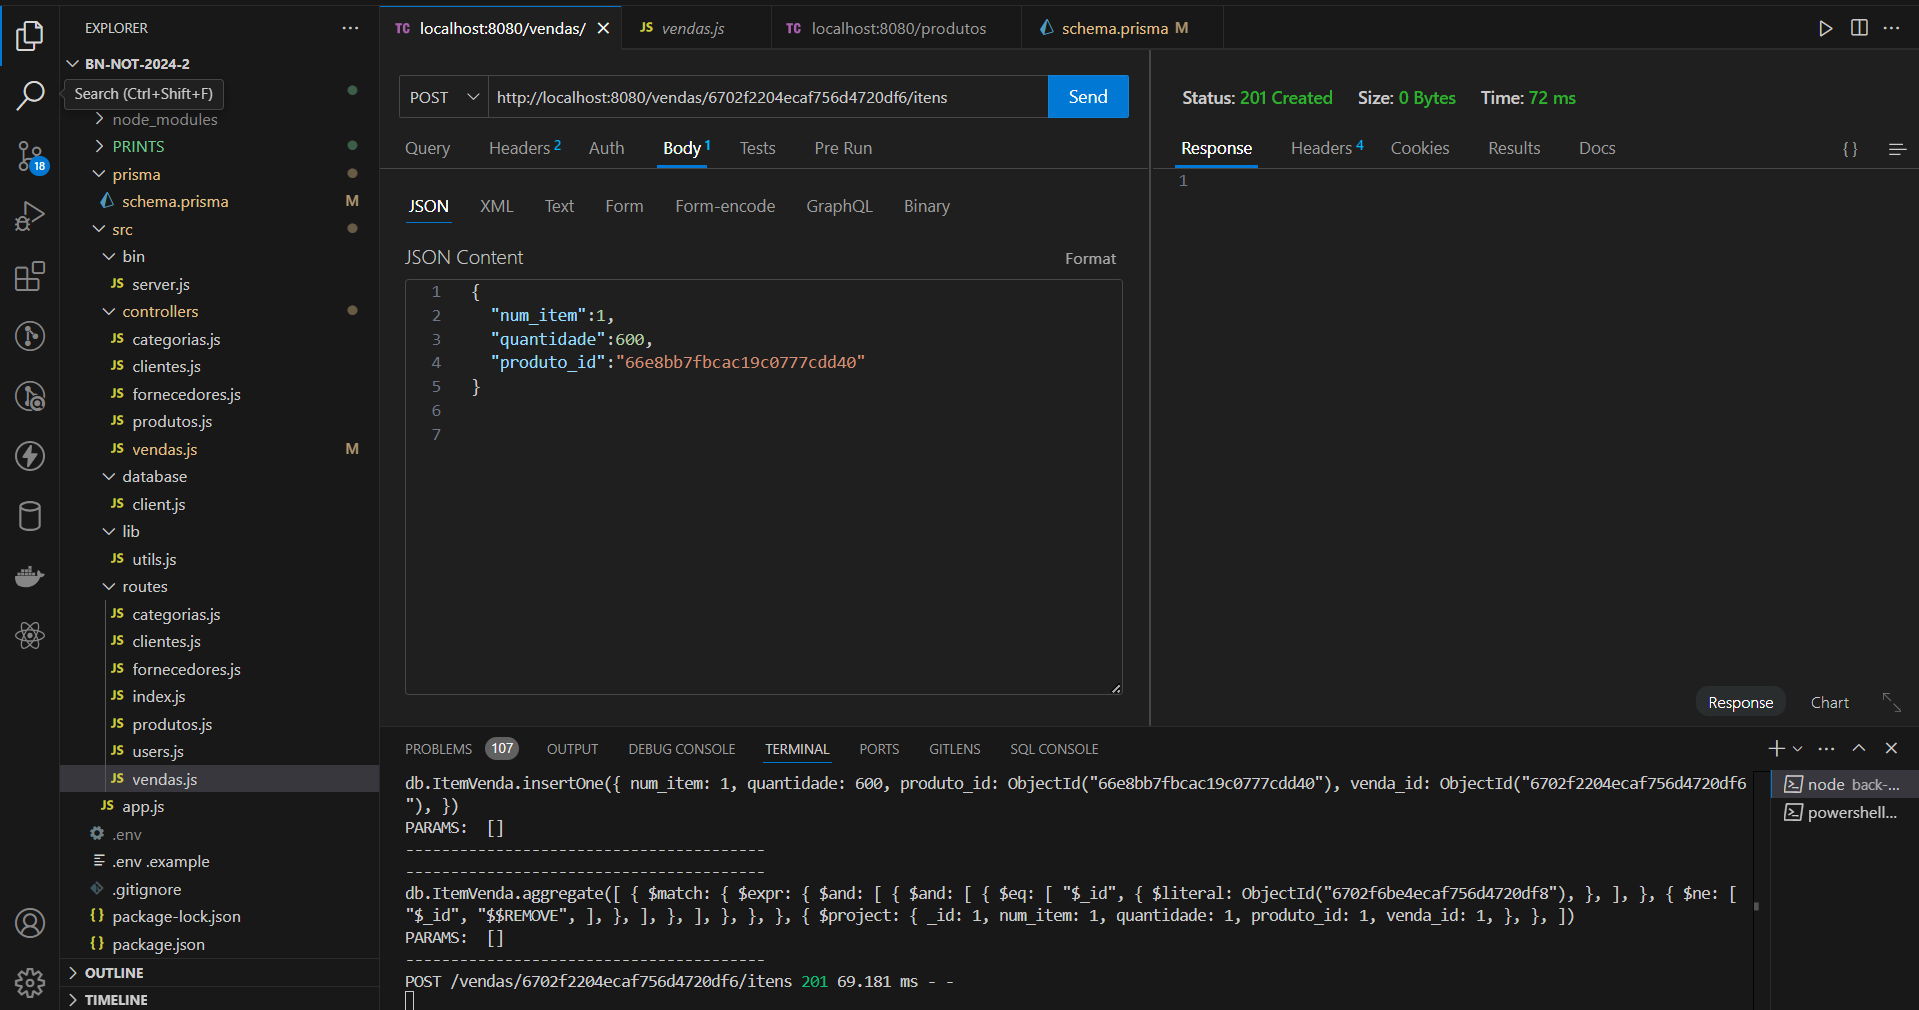 EXPLORER
BN-NOT-2024-2
Search (Ctrl+Shift+F)
node_modules
PRINTS
prisma
schema.prisma M
src
bin
JS server.js
controllers
JS categorias.js
JS clientes.js
JS fornecedores.js
JS produtos.js
JS vendas.js M
database
JS client.js
lib
JS utils.js
routes
JS categorias.js
JS clientes.js
JS fornecedores.js
JS index.js
JS produtos.js
JS users.js
JS vendas.js
JS app.js
.env
.env .example
.gitignore
{} package-lock.json
{} package.json
OUTLINE
TIMELINE
18
TC localhost:8080/vendas/
JS vendas.js
TC localhost:8080/produtos
schema.prisma M
POST http://localhost:8080/vendas/6702f2204ecaf756d4720df6/itens Send
Query Headers 2 Auth Body 1 Tests Pre Run
JSON XML Text Form Form-encode GraphQL Binary
JSON Content Format
1 {
2 "num_item":1,
3 "quantidade":600,
4 "produto_id":"66e8bb7fbcac19c0777cdd40"
5 }
6
7
Status: 201 Created Size: 0 Bytes Time: 72 ms
Response Headers 4 Cookies Results Docs {}
1
Response Chart
PROBLEMS 107 OUTPUT DEBUG CONSOLE TERMINAL PORTS GITLENS SQL CONSOLE
db.ItemVenda.insertOne({ num_item: 1, quantidade: 600, produto_id: ObjectId("66e8bb7fbcac19c0777cdd40"), venda_id: ObjectId("6702f2204ecaf756d4720df6
"), })
PARAMS: []
----------------------------------------
----------------------------------------
db.ItemVenda.aggregate([ { $match: { $expr: { $and: [ { $and: [ { $eq: [ "$_id", { $literal: ObjectId("6702f6be4ecaf756d4720df8"), }, ], }, { $ne: [
"$_id", "$$REMOVE", ], }, ], }, ], }, }, }, { $project: { _id: 1, num_item: 1, quantidade: 1, produto_id: 1, venda_id: 1, }, }, ])
PARAMS: []
----------------------------------------
POST /vendas/6702f2204ecaf756d4720df6/itens 201 69.181 ms - -
node back-...
powershell...